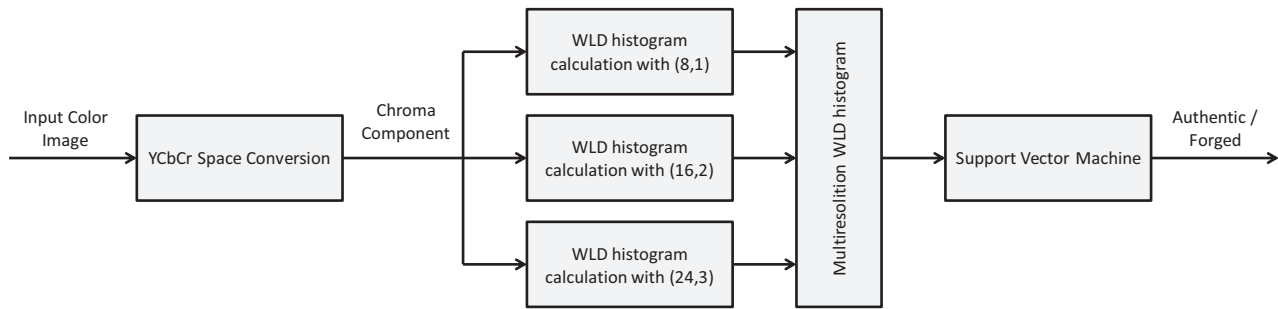 Input Color
Image
YCbCr Space Conversion
Chroma
Component
WLD histogram
calculation with (8,1)
WLD histogram
calculation with (16,2)
WLD histogram
calculation with (24,3)
Multiresolition WLD histogram
Support Vector Machine
Authentic /
Forged